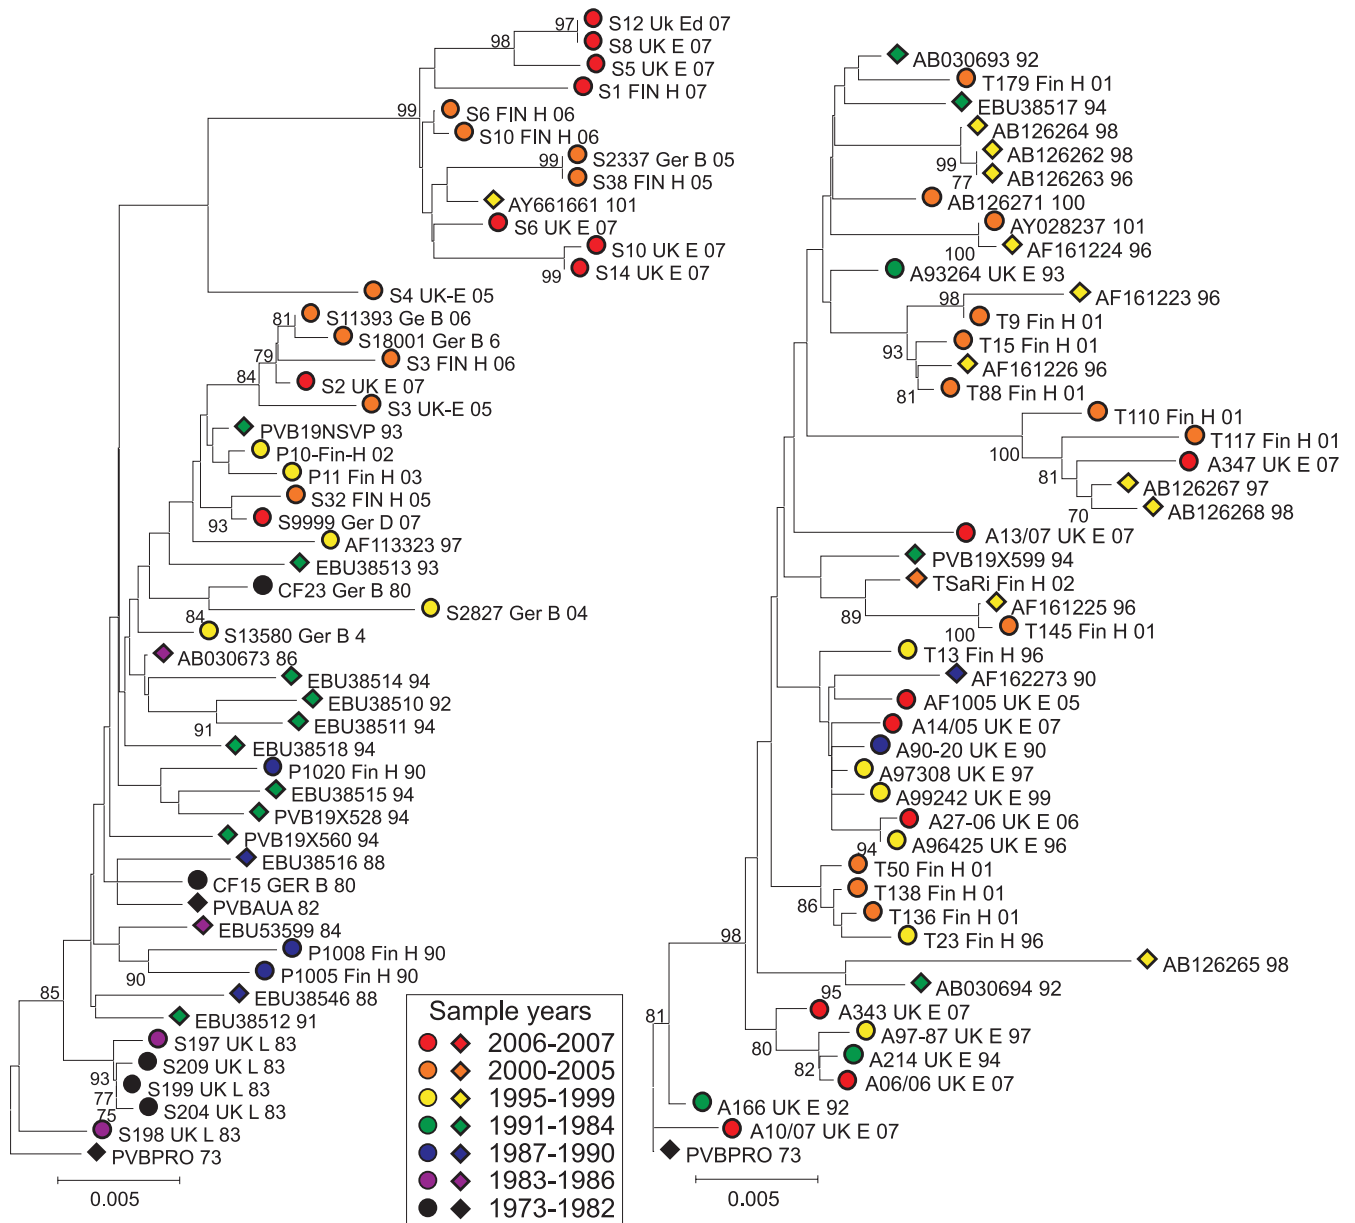 S12 Uk Ed 07
97
S8 UK E 07
98
S5 UK E 07
S1 FIN H 07
99
S6 FIN H 06
S10 FIN H 06
S2337 Ger B 05
99
S38 FIN H 05
AY661661 101
S6 UK E 07
S10 UK E 07
99
S14 UK E 07
S4 UK-E 05
81
S11393 Ge B 06
S18001 Ger B 6
79
S3 FIN H 06
84
S2 UK E 07
S3 UK-E 05
PVB19NSVP 93
P10-Fin-H 02
P11 Fin H 03
S32 FIN H 05
93
S9999 Ger D 07
AF113323 97
EBU38513 93
CF23 Ger B 80
S2827 Ger B 04
84
S13580 Ger B 4
AB030673 86
EBU38514 94
EBU38510 92
91
EBU38511 94
EBU38518 94
P1020 Fin H 90
EBU38515 94
PVB19X528 94
PVB19X560 94
EBU38516 88
CF15 GER B 80
PVBAUA 82
EBU53599 84
P1008 Fin H 90
90
P1005 Fin H 90
85
EBU38546 88
EBU38512 91
S197 UK L 83
S209 UK L 83
93
S199 UK L 83
77
S204 UK L 83
75
S198 UK L 83
PVBPRO 73
0.005
Sample years
2006-2007
2000-2005
1995-1999
1991-1984
1987-1990
1983-1986
1973-1982
AB030693 92
T179 Fin H 01
EBU38517 94
AB126264 98
AB126262 98
99
AB126263 96
77
AB126271 100
AY028237 101
100
AF161224 96
A93264 UK E 93
AF161223 96
98
T9 Fin H 01
T15 Fin H 01
93
AF161226 96
81
T88 Fin H 01
T110 Fin H 01
T117 Fin H 01
100
A347 UK E 07
81
AB126267 97
70
AB126268 98
A13/07 UK E 07
PVB19X599 94
TSaRi Fin H 02
89
AF161225 96
100
T145 Fin H 01
T13 Fin H 96
AF162273 90
AF1005 UK E 05
A14/05 UK E 07
A90-20 UK E 90
A97308 UK E 97
A99242 UK E 99
A27-06 UK E 06
A96425 UK E 96
94
T50 Fin H 01
T138 Fin H 01
86
T136 Fin H 01
T23 Fin H 96
98
AB126265 98
AB030694 92
95
A343 UK E 07
81
A97-87 UK E 97
80
A214 UK E 94
82
A06/06 UK E 07
A166 UK E 92
A10/07 UK E 07
PVBPRO 73
0.005